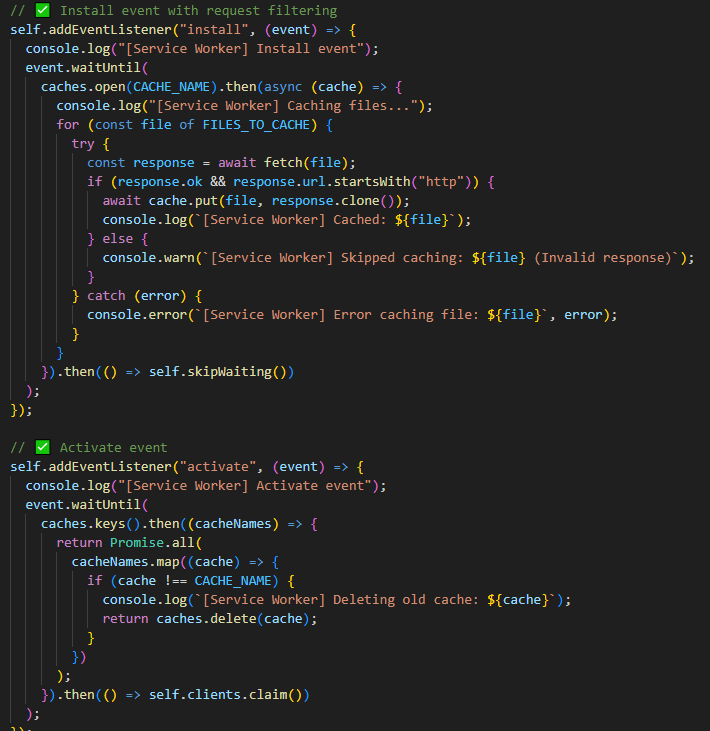 // ✅ Install event with request filtering
self.addEventListener("install", (event) => {
  console.log("[Service Worker] Install event");
  event.waitUntil(
    caches.open(CACHE_NAME).then(async (cache) => {
      console.log("[Service Worker] Caching files...");
      for (const file of FILES_TO_CACHE) {
        try {
          const response = await fetch(file);
          if (response.ok && response.url.startsWith("http")) {
            await cache.put(file, response.clone());
            console.log(`[Service Worker] Cached: ${file}`);
          } else {
            console.warn(`[Service Worker] Skipped caching: ${file} (Invalid response)`);
          }
        } catch (error) {
          console.error(`[Service Worker] Error caching file: ${file}`, error);
        }
      }
    }).then(() => self.skipWaiting())
  );
});

// ✅ Activate event
self.addEventListener("activate", (event) => {
  console.log("[Service Worker] Activate event");
  event.waitUntil(
    caches.keys().then((cacheNames) => {
      return Promise.all(
        cacheNames.map((cache) => {
          if (cache !== CACHE_NAME) {
            console.log(`[Service Worker] Deleting old cache: ${cache}`);
            return caches.delete(cache);
          }
        })
      );
    }).then(() => self.clients.claim())
  );
});